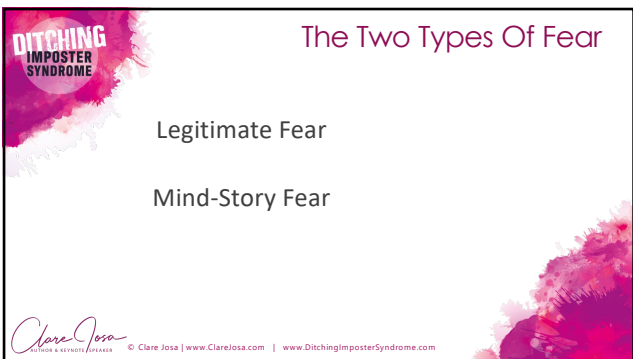 DITCHING
IMPOSTER
SYNDROME
The Two Types Of Fear
Legitimate Fear
Mind-Story Fear
Clare Josa
AUTHOR & KEYNOTE SPEAKER
© Clare Josa | www.ClareJosa.com | www.DitchingImposterSyndrome.com